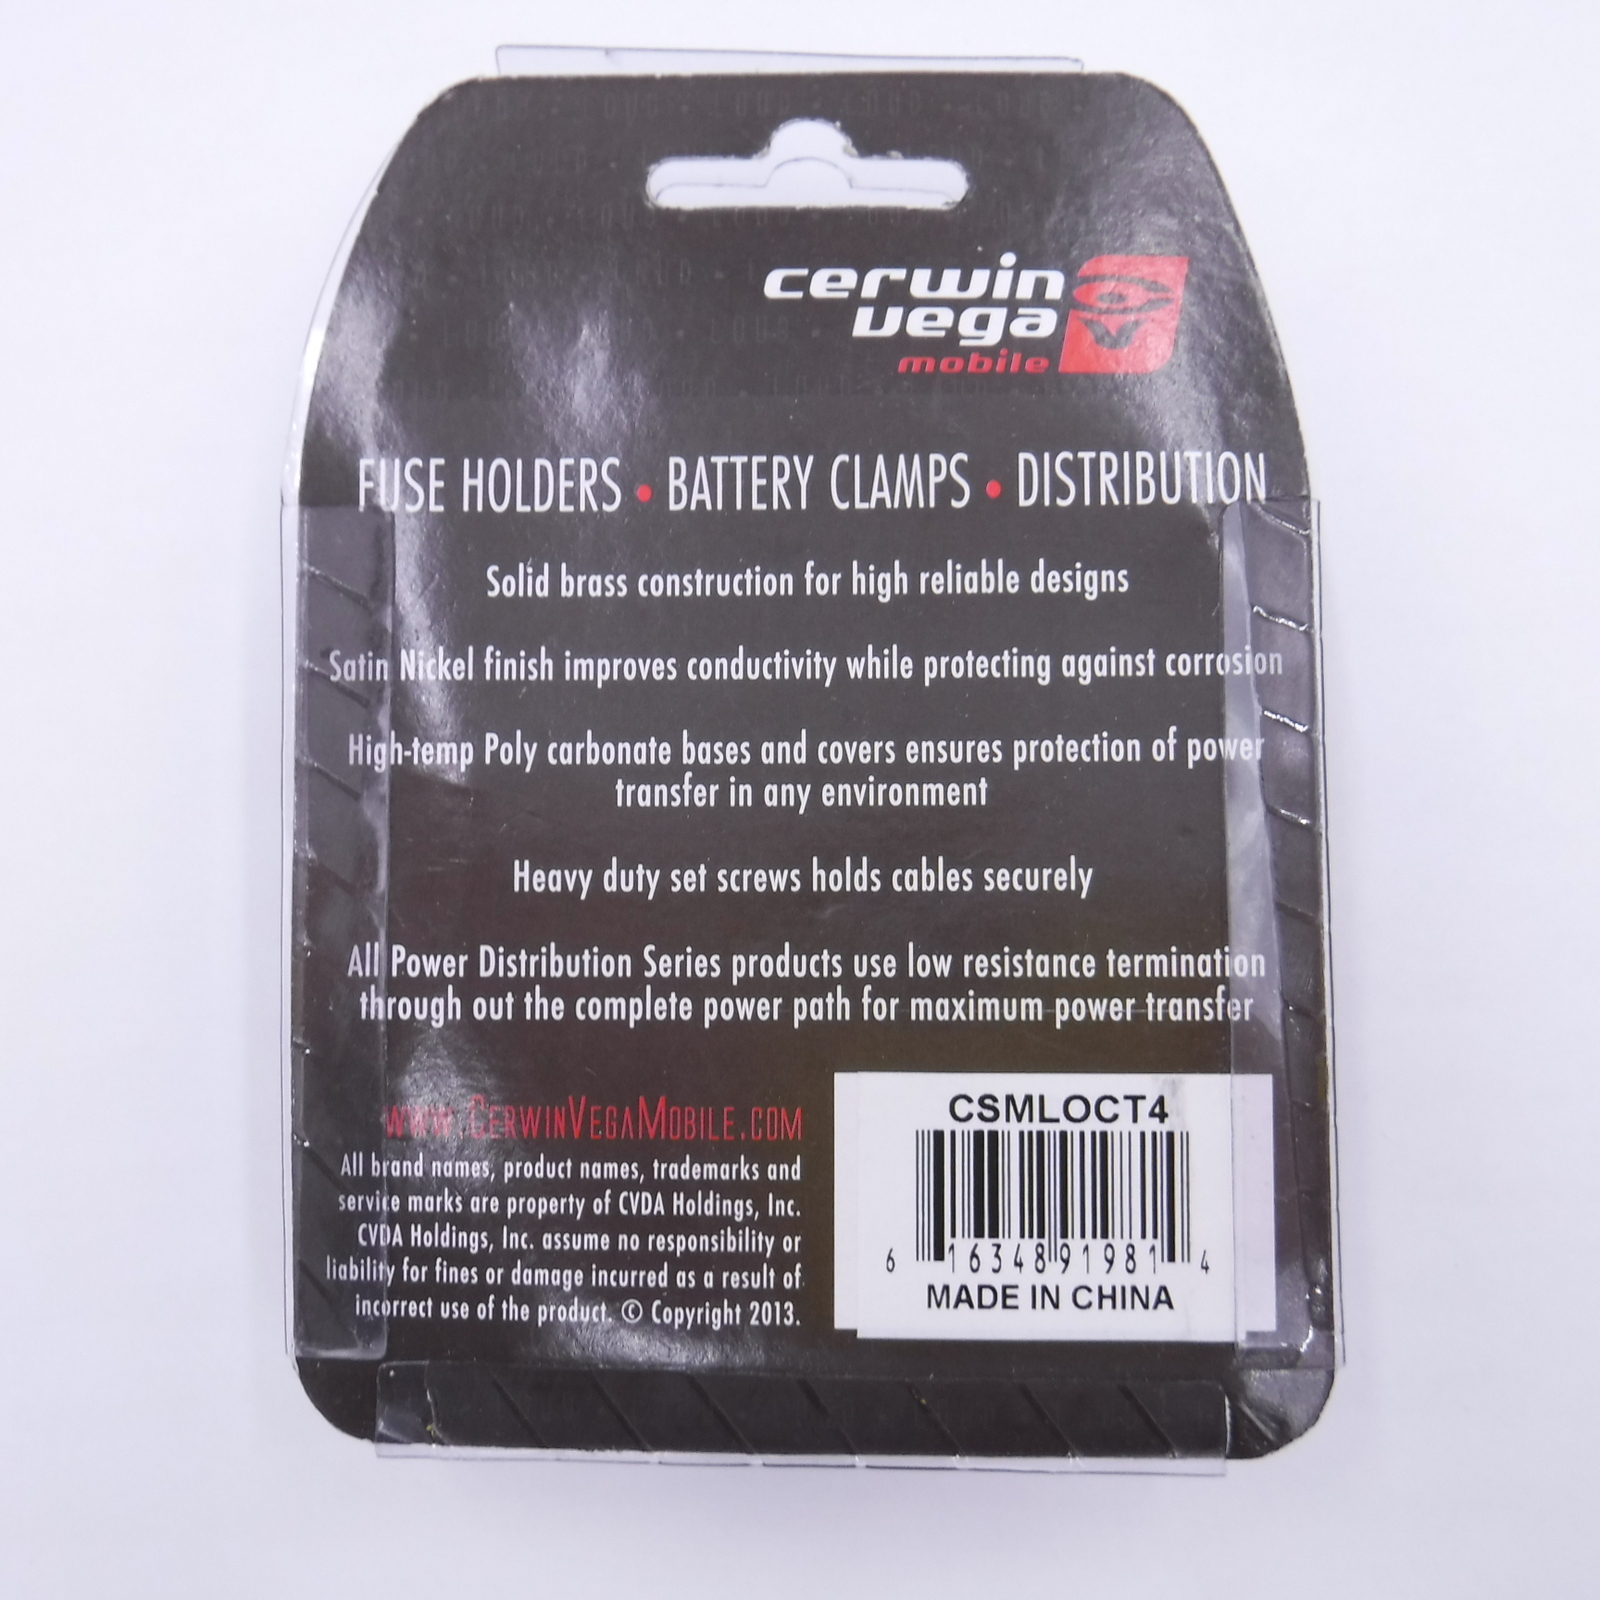 cerwin
vega
mobile
FUSE HOLDERS • BATTERY CLAMPS • DISTRIBUTION
Solid brass construction for high reliable designs
Satin Nickel finish improves conductivity while protecting against corrosion
High-temp Poly carbonate bases and covers ensures protection of power
transfer in any environment
Heavy duty set screws holds cables securely
All Power Distribution Series products use low resistance termination
through out the complete power path for maximum power transfer
www.CerwinVegaMobile.com
All brand names, product names, trademarks and
service marks are property of CVDA Holdings, Inc.
CVDA Holdings, Inc. assume no responsibility or
liability for fines or damage incurred as a result of
incorrect use of the product. © Copyright 2013.
CSMLOCT4
6 16348 91981 4
MADE IN CHINA